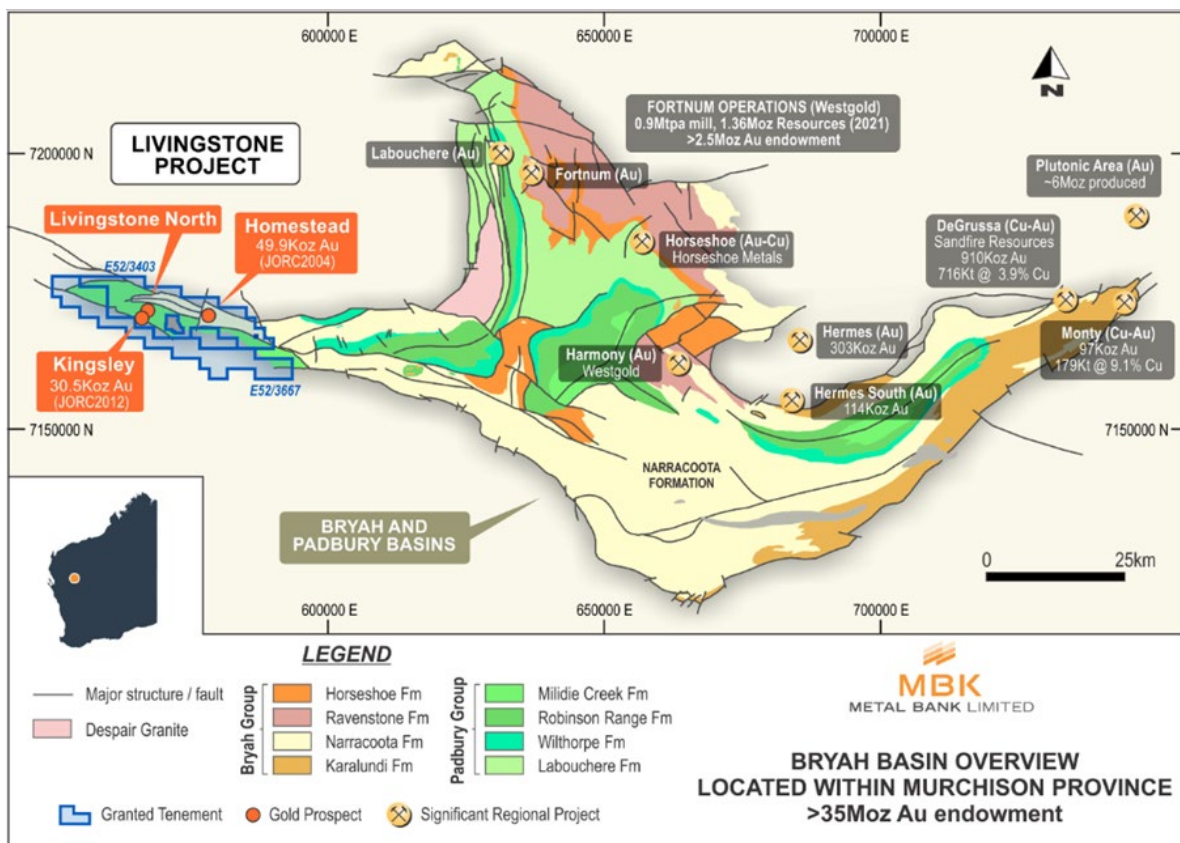 600000 E
650000 E
700000 E
N
FORTNUM OPERATIONS (Westgold)
0.9Mtpa mill, 1.36Moz Resources (2021)
>2.5Moz Au endowment
7200000 N
LIVINGSTONE
PROJECT
Labouchere (Au)
Fortnum (Au)
Plutonic Area (Au)
~6Moz produced
Livingstone North
Homestead
49.9Koz Au
(JORC2004)
E52/3403
Horseshoe (Au-Cu)
Horseshoe Metals
DeGrussa (Cu-Au)
Sandfire Resources
910Koz Au
716Kt @ 3.9% Cu
Kingsley
30.5Koz Au
(JORC2012)
E52/3667
Harmony (Au)
Westgold
Hermes (Au)
303Koz Au
Monty (Cu-Au)
97Koz Au
179Kt @ 9.1% Cu
Hermes South (Au)
114Koz Au
7150000 N
7150000 N
NARRACOOTA
FORMATION
BRYAH AND
PADBURY BASINS
0
25km
600000 E
650000 E
700000 E
LEGEND
Major structure / fault
Despair Granite
Bryah Group
Horseshoe Fm
Ravenstone Fm
Narracoota Fm
Karalundi Fm
Padbury Group
Milidie Creek Fm
Robinson Range Fm
Wilthorpe Fm
Labouchere Fm
Granted Tenement
Gold Prospect
Significant Regional Project
MBK
METAL BANK LIMITED
BRYAH BASIN OVERVIEW
LOCATED WITHIN MURCHISON PROVINCE
>35Moz Au endowment